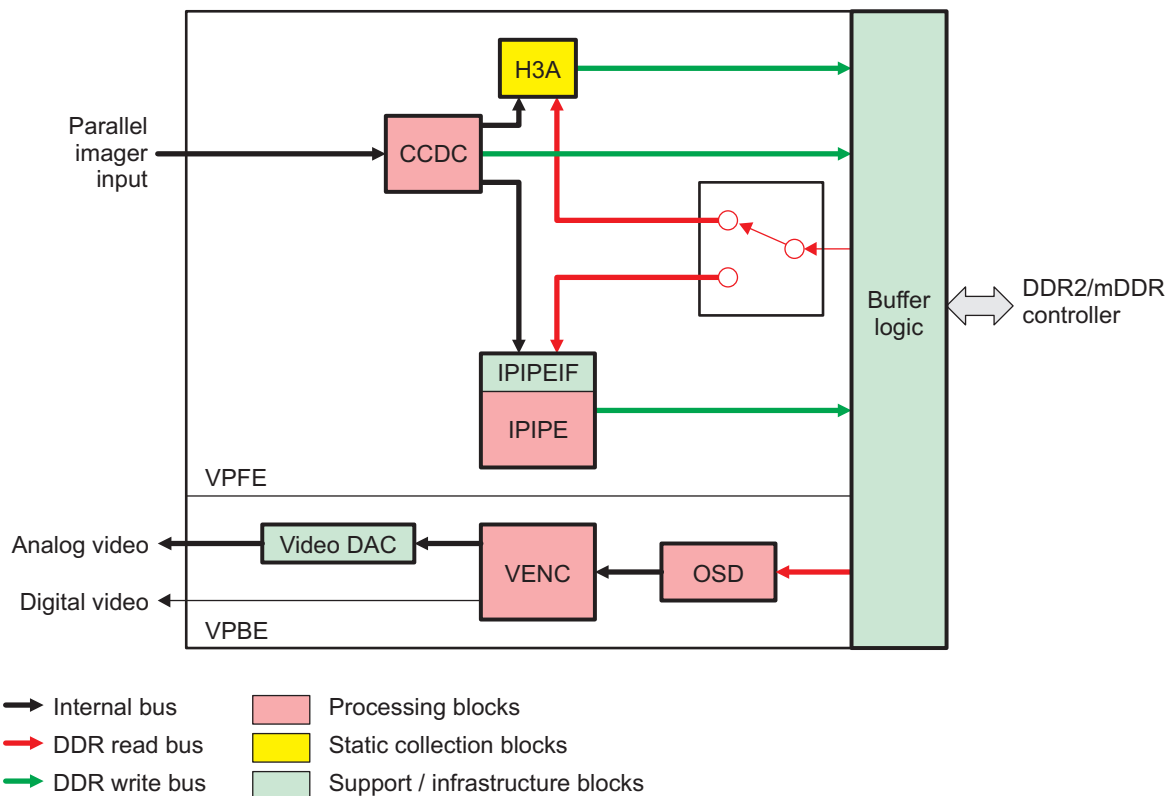 H3A
Parallel
imager
input
CCDC
Buffer
logic
DDR2/mDDR
controller
IPIPEIF
IPIPE
VPFE
Analog video
Video DAC
VENC
OSD
Digital video
VPBE
Internal bus
Processing blocks
DDR read bus
Static collection blocks
DDR write bus
Support / infrastructure blocks